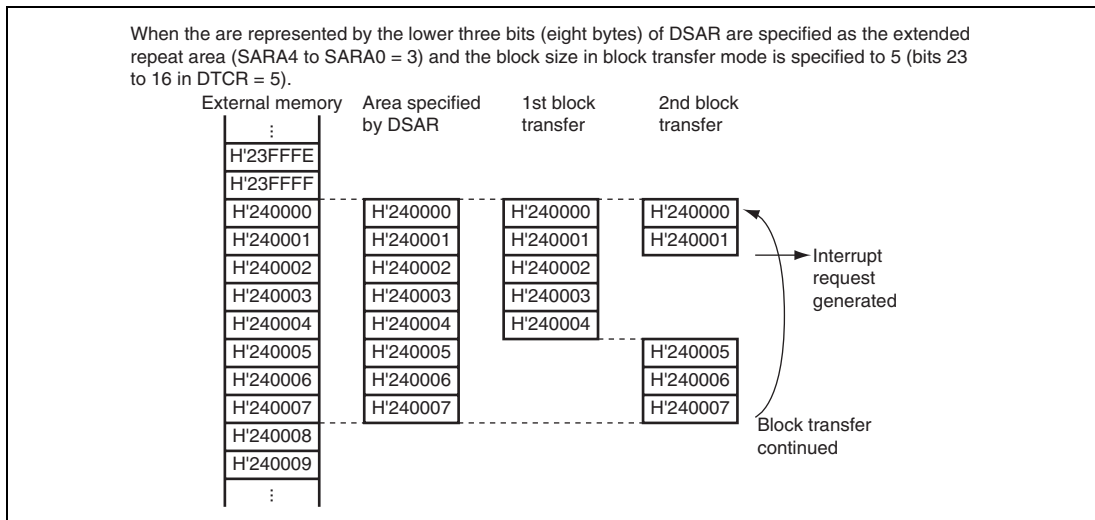 When the are represented by the lower three bits (eight bytes) of DSAR are specified as the extended
repeat area (SARA4 to SARA0 = 3) and the block size in block transfer mode is specified to 5 (bits 23
to 16 in DTCR = 5).
External memory Area specified 1st block 2nd block
by DSAR transfer transfer
⋮
H'23FFFE
H'23FFFF
H'240000 H'240000 H'240000 H'240000
H'240001 H'240001 H'240001 H'240001
H'240002 H'240002 H'240002
H'240003 H'240003 H'240003
H'240004 H'240004 H'240004
H'240005 H'240005 H'240005
H'240006 H'240006 H'240006
H'240007 H'240007 H'240007
H'240008
H'240009
⋮
Interrupt
request
generated
Block transfer
continued